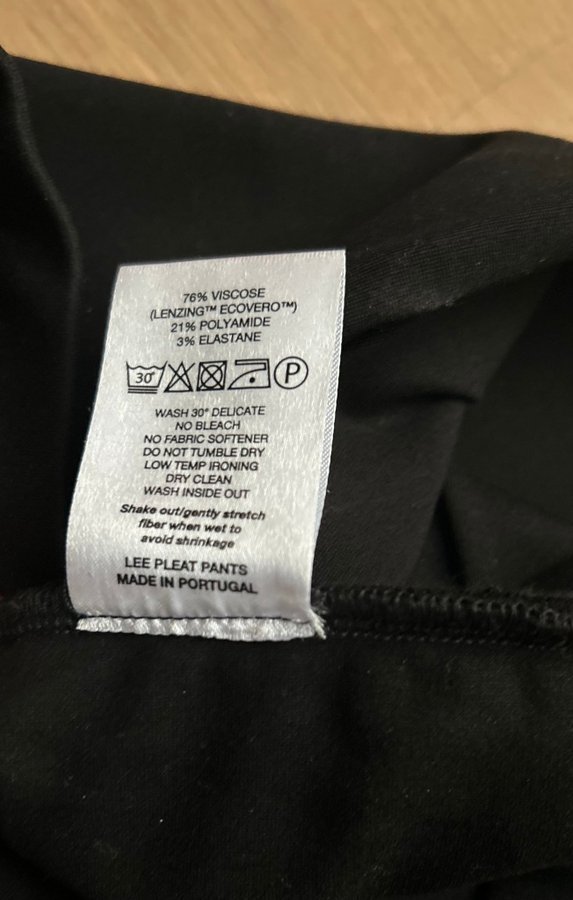 76% VISCOSE
(LENZING™ ECOVERO™)
21% POLYAMIDE
3% ELASTANE
30° P
WASH 30° DELICATE
NO BLEACH
NO FABRIC SOFTENER
DO NOT TUMBLE DRY
LOW TEMP IRONING
DRY CLEAN
WASH INSIDE OUT
Shake out/gently stretch
fiber when wet to
avoid shrinkage
LEE PLEAT PANTS
MADE IN PORTUGAL